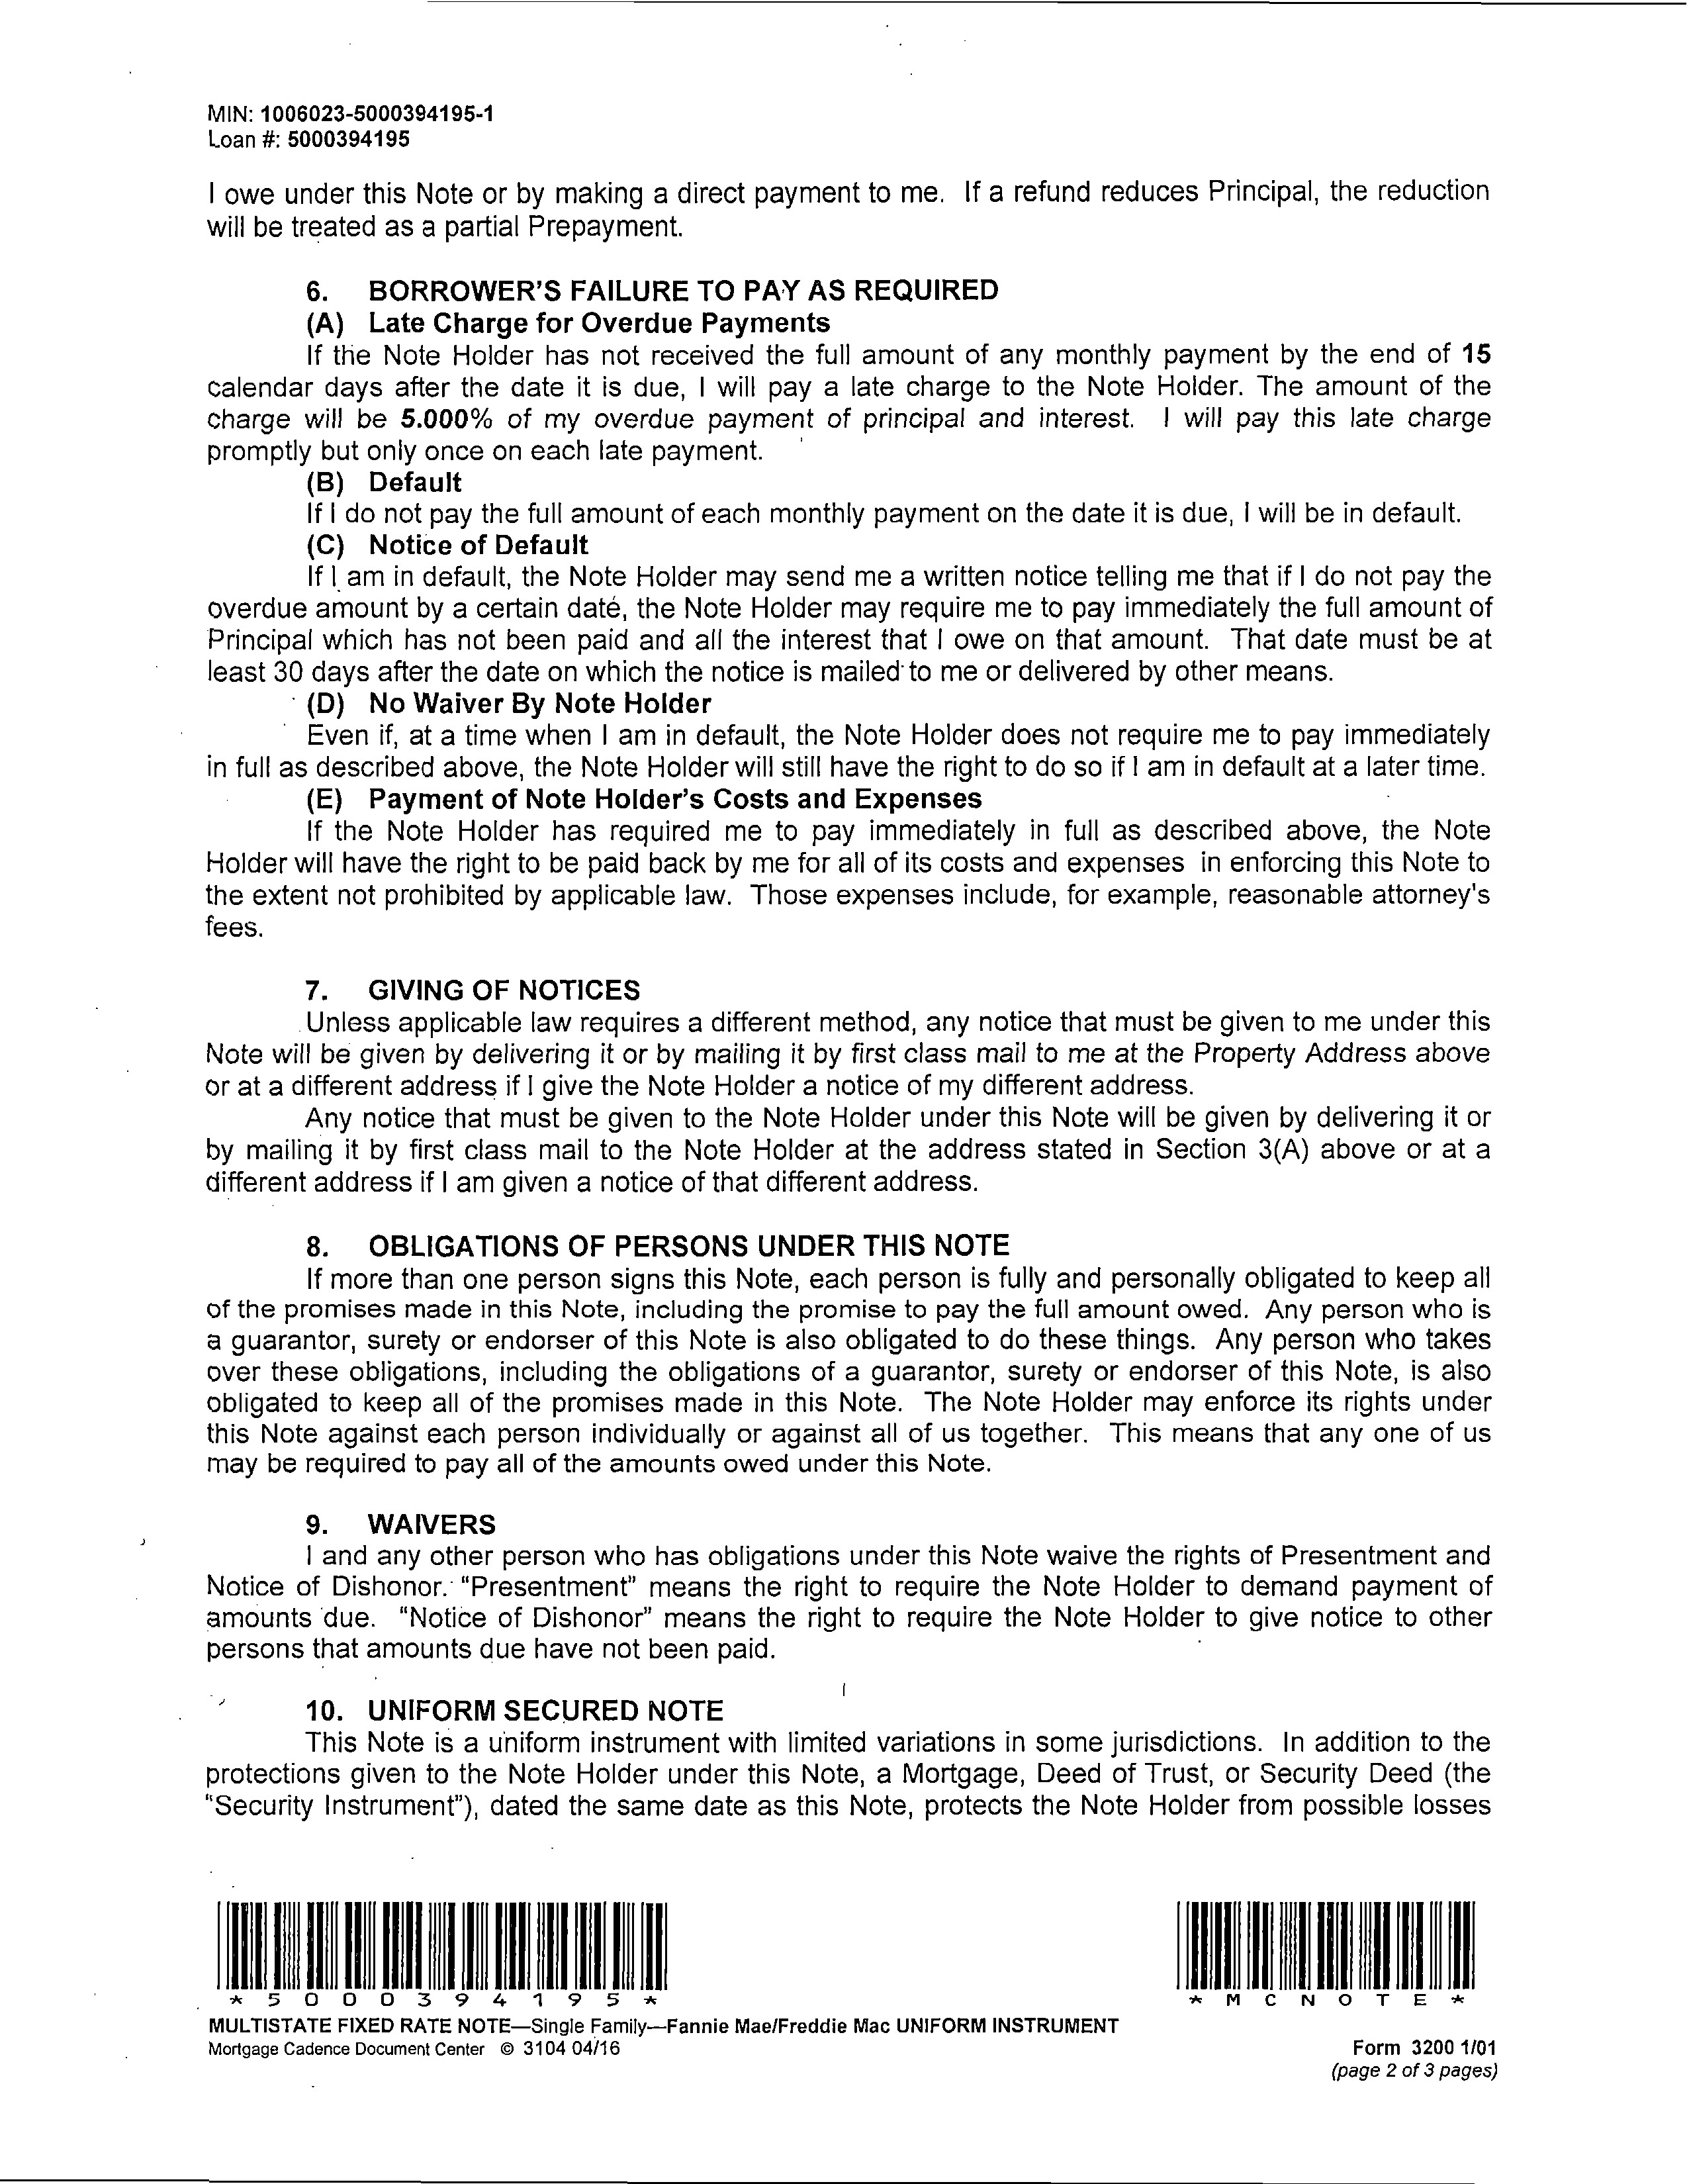 MIN: 1006023-5000394195-1
Loan #: 5000394195
I owe under this Note or by making a direct payment to me. If a refund reduces Principal, the reduction
will be treated as a partial Prepayment.
6. BORROWER'S FAILURE TO PAY AS REQUIRED
(A) Late Charge for Overdue Payments
If the Note Holder has not received the full amount of any monthly payment by the end of 15
calendar days after the date it is due, I will pay a late charge to the Note Holder. The amount of the
charge will be 5.000% of my overdue payment of principal and interest. I will pay this late charge
promptly but only once on each late payment.
(B) Default
If I do not pay the full amount of each monthly payment on the date it is due, I will be in default.
(C) Notice of Default
If I am in default, the Note Holder may send me a written notice telling me that if I do not pay the
overdue amount by a certain date, the Note Holder may require me to pay immediately the full amount of
Principal which has not been paid and all the interest that I owe on that amount. That date must be at
least 30 days after the date on which the notice is mailed to me or delivered by other means.
(D) No Waiver By Note Holder
Even if, at a time when I am in default, the Note Holder does not require me to pay immediately
in full as described above, the Note Holder will still have the right to do so if I am in default at a later time.
(E) Payment of Note Holder's Costs and Expenses
If the Note Holder has required me to pay immediately in full as described above, the Note
Holder will have the right to be paid back by me for all of its costs and expenses in enforcing this Note to
the extent not prohibited by applicable law. Those expenses include, for example, reasonable attorney's
fees.
7. GIVING OF NOTICES
Unless applicable law requires a different method, any notice that must be given to me under this
Note will be given by delivering it or by mailing it by first class mail to me at the Property Address above
or at a different address if I give the Note Holder a notice of my different address.
Any notice that must be given to the Note Holder under this Note will be given by delivering it or
by mailing it by first class mail to the Note Holder at the address stated in Section 3(A) above or at a
different address if I am given a notice of that different address.
8. OBLIGATIONS OF PERSONS UNDER THIS NOTE
If more than one person signs this Note, each person is fully and personally obligated to keep all
of the promises made in this Note, including the promise to pay the full amount owed. Any person who is
a guarantor, surety or endorser of this Note is also obligated to do these things. Any person who takes
over these obligations, including the obligations of a guarantor, surety or endorser of this Note, is also
obligated to keep all of the promises made in this Note. The Note Holder may enforce its rights under
this Note against each person individually or against all of us together. This means that any one of us
may be required to pay all of the amounts owed under this Note.
9. WAIVERS
I and any other person who has obligations under this Note waive the rights of Presentment and
Notice of Dishonor. "Presentment" means the right to require the Note Holder to demand payment of
amounts due. "Notice of Dishonor" means the right to require the Note Holder to give notice to other
persons that amounts due have not been paid.
10. UNIFORM SECURED NOTE
This Note is a uniform instrument with limited variations in some jurisdictions. In addition to the
protections given to the Note Holder under this Note, a Mortgage, Deed of Trust, or Security Deed (the
"Security Instrument"), dated the same date as this Note, protects the Note Holder from possible losses
* 5 0 0 0 3 9 4 1 9 5 *
* M C N O T E *
MULTISTATE FIXED RATE NOTE—Single Family—Fannie Mae/Freddie Mac UNIFORM INSTRUMENT
Mortgage Cadence Document Center © 3104 04/16
Form 3200 1/01
(page 2 of 3 pages)